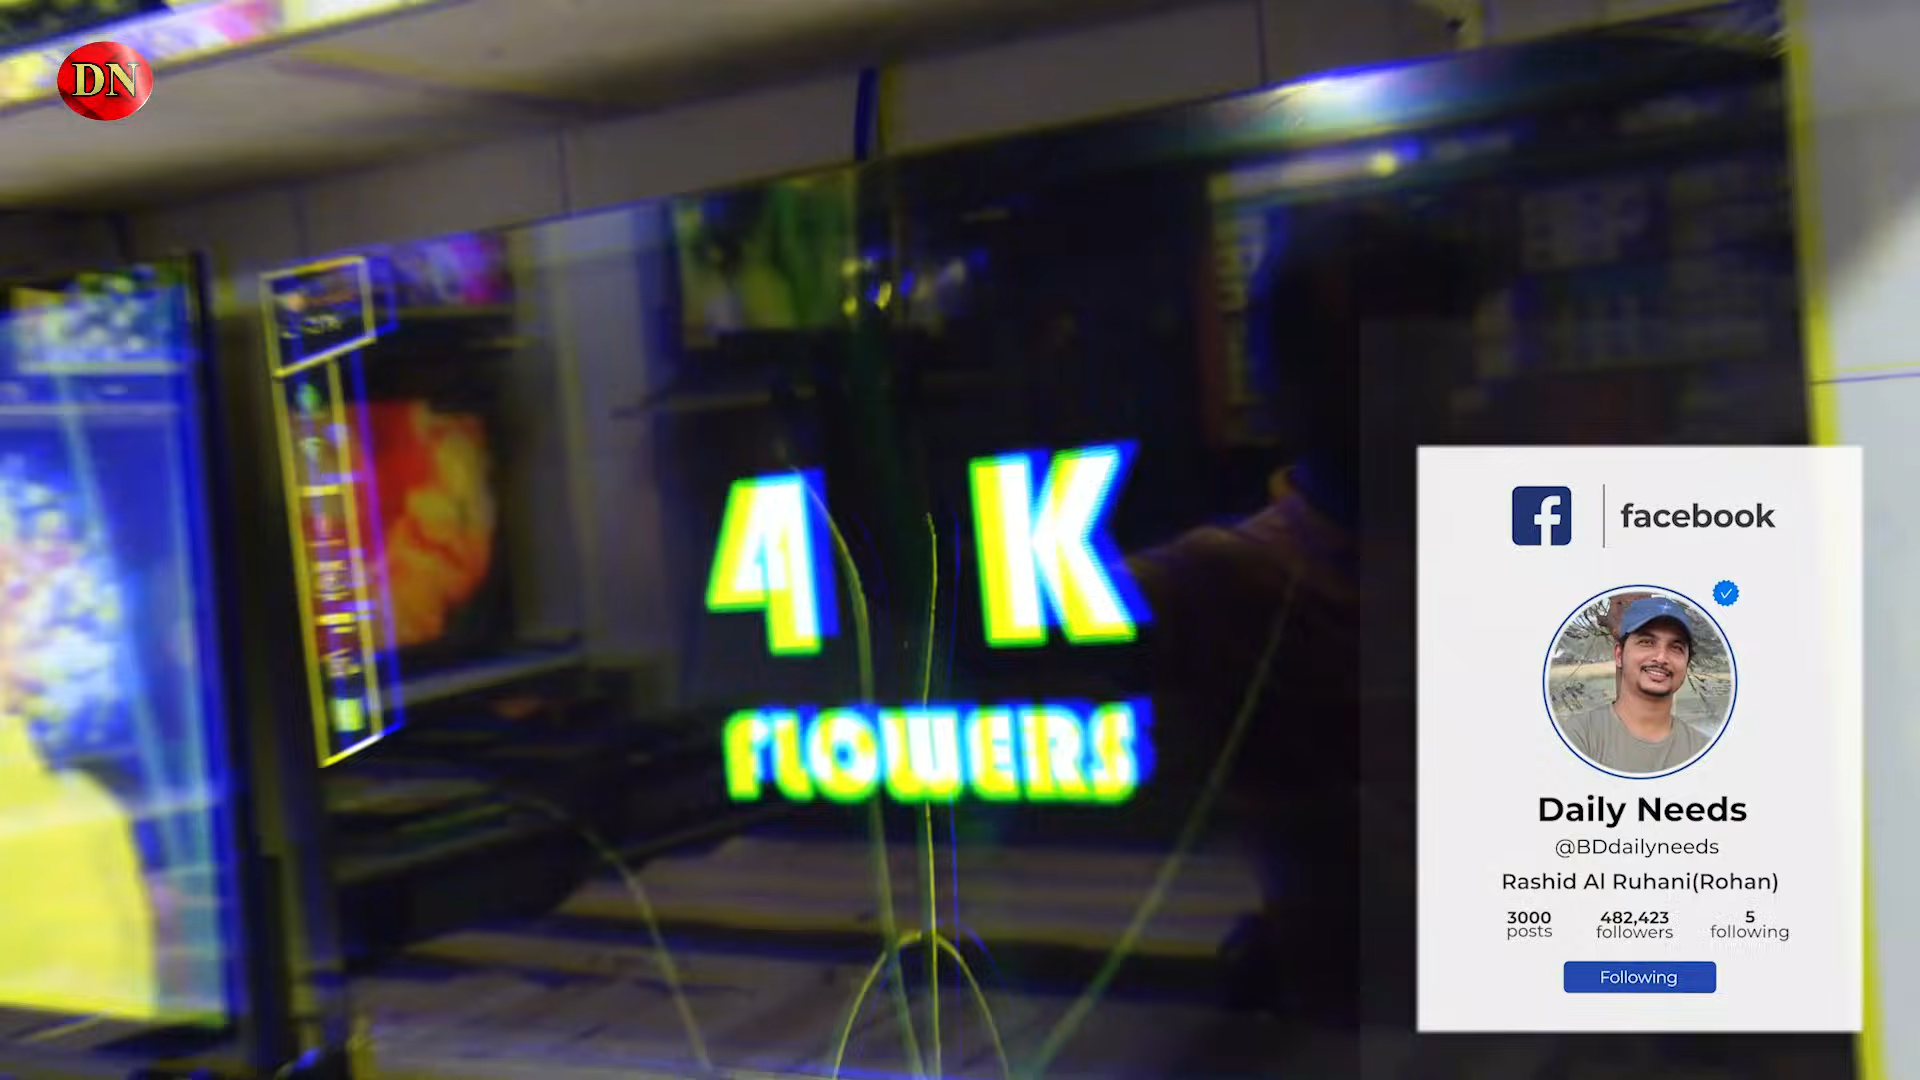 DN
4 K
FLOWERS
facebook
Daily Needs
@BDdailyneeds
Rashid Al Ruhani(Rohan)
3000 posts
482,423 followers
5 following
Following